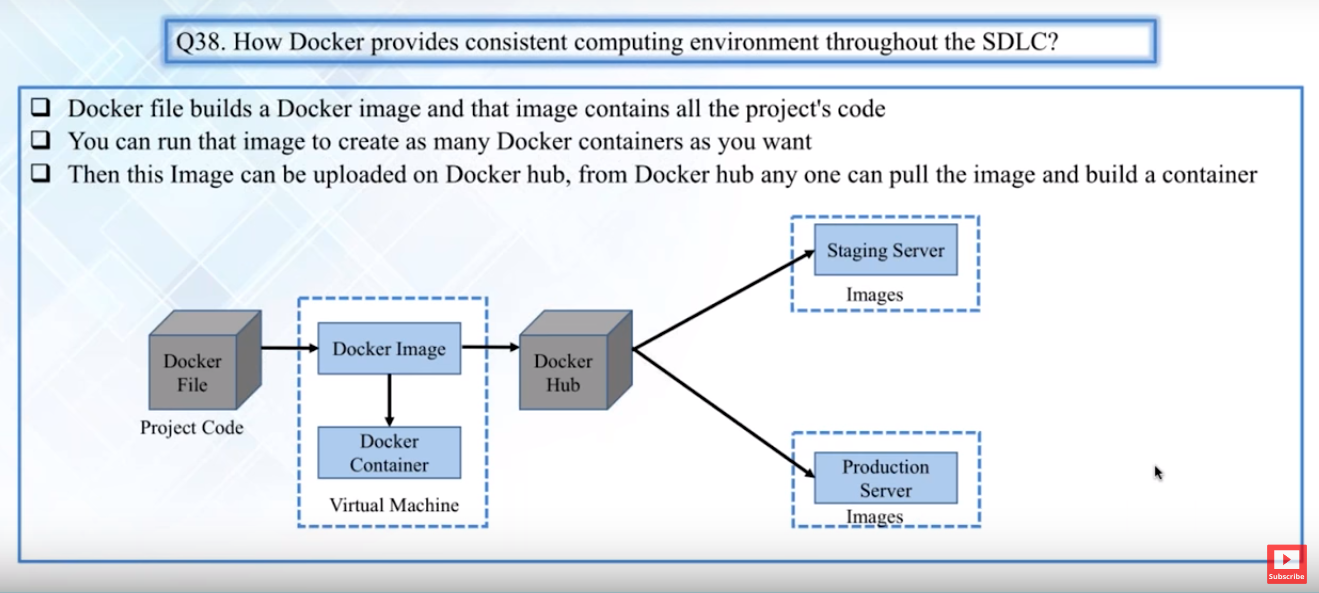 Q38. How Docker provides consistent computing environment throughout the SDLC?
Docker file builds a Docker image and that image contains all the project's code
You can run that image to create as many Docker containers as you want
Then this Image can be uploaded on Docker hub, from Docker hub any one can pull the image and build a container
Docker
File
Project Code
Docker Image
Docker
Container
Virtual Machine
Docker
Hub
Staging Server
Images
Production
Server
Images
Subscribe